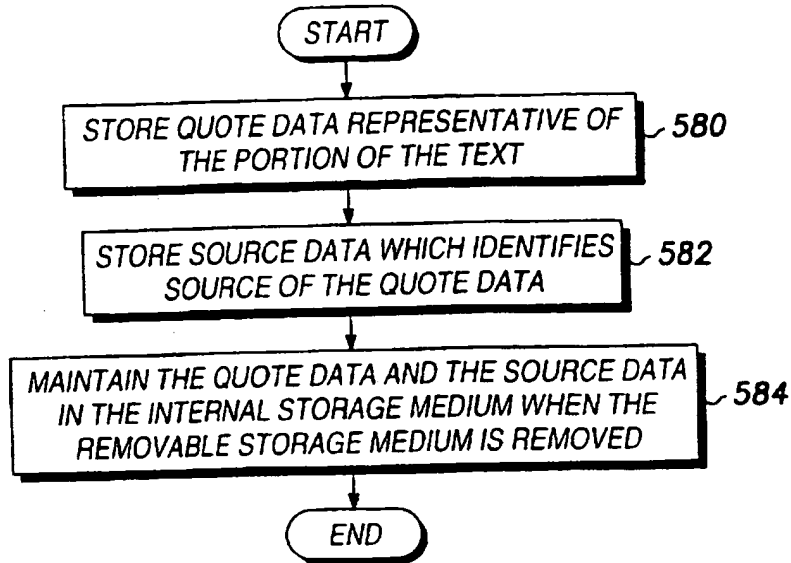 START
STORE QUOTE DATA REPRESENTATIVE OF
THE PORTION OF THE TEXT
580
STORE SOURCE DATA WHICH IDENTIFIES
SOURCE OF THE QUOTE DATA
582
MAINTAIN THE QUOTE DATA AND THE SOURCE DATA
IN THE INTERNAL STORAGE MEDIUM WHEN THE
REMOVABLE STORAGE MEDIUM IS REMOVED
584
END